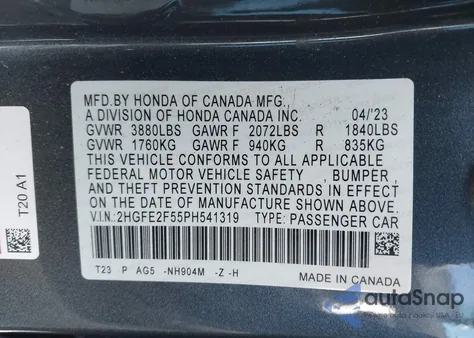 MFD.BY HONDA OF CANADA MFG.,
A DIVISION OF HONDA CANADA INC. 04/'23
GVWR 3880LBS GAWR F 2072LBS R 1840LBS
GVWR 1760KG GAWR F 940KG R 835KG
THIS VEHICLE CONFORMS TO ALL APPLICABLE
FEDERAL MOTOR VEHICLE SAFETY , BUMPER ,
AND THEFT PREVENTION STANDARDS IN EFFECT
ON THE DATE OF MANUFACTURE SHOWN ABOVE.
V.I.N: 2HGFE2F55PH541319 TYPE: PASSENGER CAR
T23 P AG5 -NH904M -Z -H
MADE IN CANADA
T20 A1
autoSnap